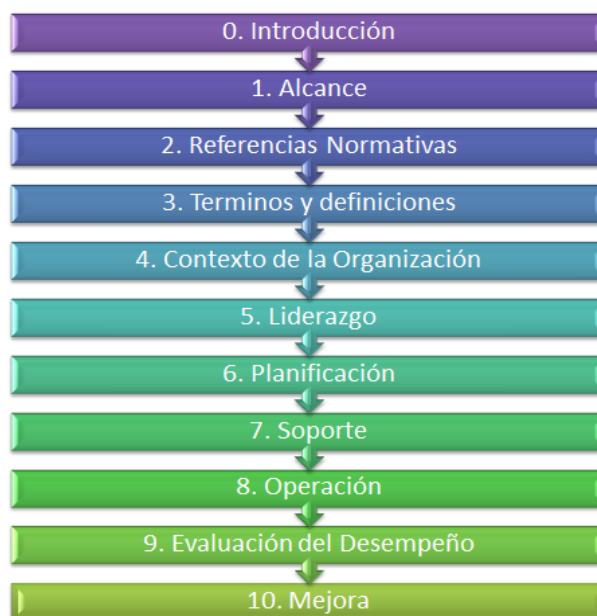 0. Introducción
1. Alcance
2. Referencias Normativas
3. Terminos y definiciones
4. Contexto de la Organización
5. Liderazgo
6. Planificación
7. Soporte
8. Operación
9. Evaluación del Desempeño
10. Mejora